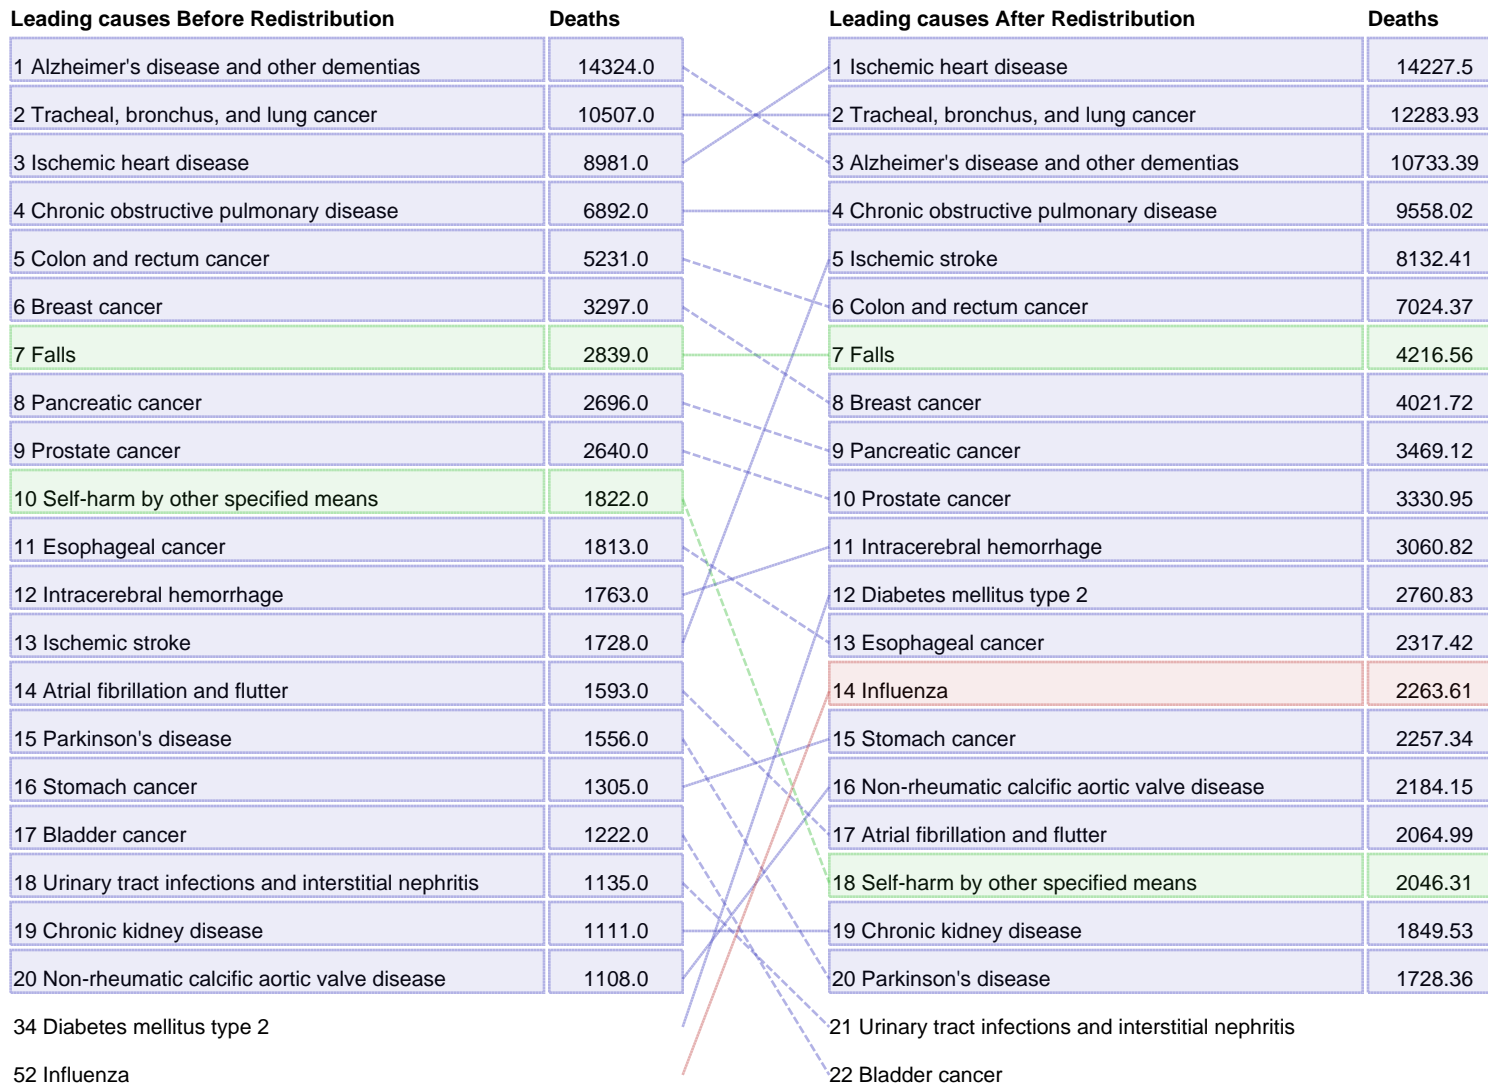 Leading causes Before Redistribution Deaths Leading causes After Redistribution Deaths
1 Alzheimer's disease and other dementias 14324.0 1 Ischemic heart disease 14227.5
2 Tracheal, bronchus, and lung cancer 10507.0 2 Tracheal, bronchus, and lung cancer 12283.93
3 Ischemic heart disease 8981.0 3 Alzheimer's disease and other dementias 10733.39
4 Chronic obstructive pulmonary disease 6892.0 4 Chronic obstructive pulmonary disease 9558.02
5 Colon and rectum cancer 5231.0 5 Ischemic stroke 8132.41
6 Breast cancer 3297.0 6 Colon and rectum cancer 7024.37
7 Falls 2839.0 7 Falls 4216.56
8 Pancreatic cancer 2696.0 8 Breast cancer 4021.72
9 Prostate cancer 2640.0 9 Pancreatic cancer 3469.12
10 Self-harm by other specified means 1822.0 10 Prostate cancer 3330.95
11 Esophageal cancer 1813.0 11 Intracerebral hemorrhage 3060.82
12 Intracerebral hemorrhage 1763.0 12 Diabetes mellitus type 2 2760.83
13 Ischemic stroke 1728.0 13 Esophageal cancer 2317.42
14 Atrial fibrillation and flutter 1593.0 14 Influenza 2263.61
15 Parkinson's disease 1556.0 15 Stomach cancer 2257.34
16 Stomach cancer 1305.0 16 Non-rheumatic calcific aortic valve disease 2184.15
17 Bladder cancer 1222.0 17 Atrial fibrillation and flutter 2064.99
18 Urinary tract infections and interstitial nephritis 1135.0 18 Self-harm by other specified means 2046.31
19 Chronic kidney disease 1111.0 19 Chronic kidney disease 1849.53
20 Non-rheumatic calcific aortic valve disease 1108.0 20 Parkinson's disease 1728.36
34 Diabetes mellitus type 2 21 Urinary tract infections and interstitial nephritis
52 Influenza 22 Bladder cancer